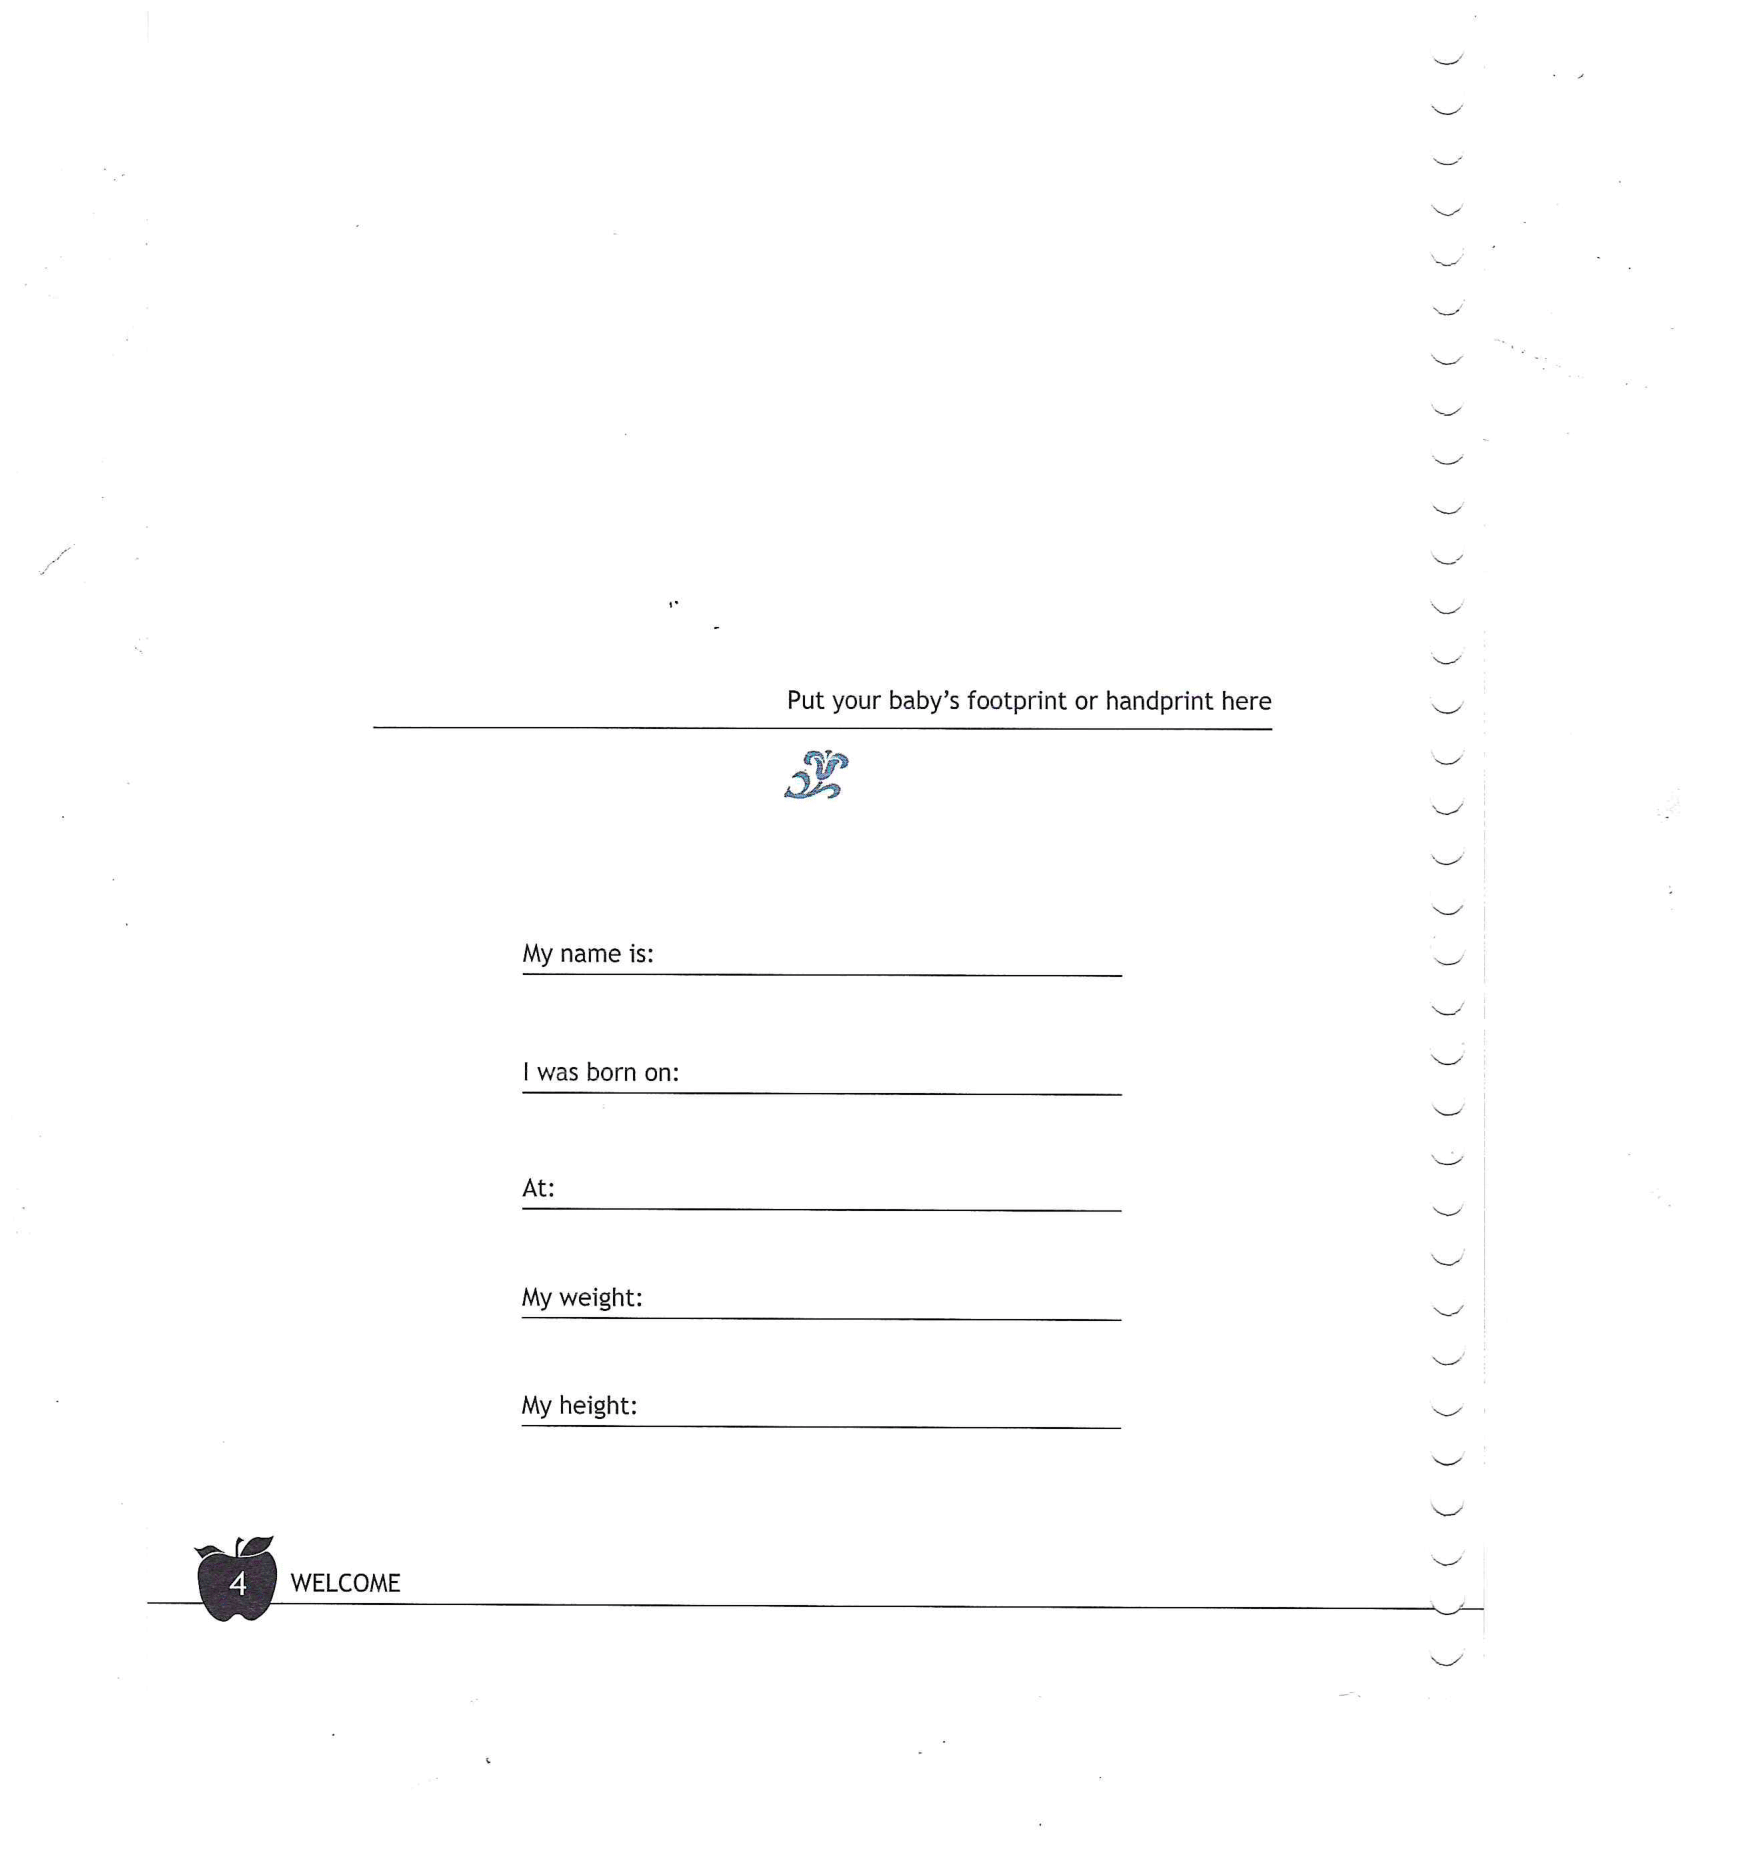 Put your baby’s footprint or handprint here
My name is:
I was born on:
At:
My weight:
My height:
4 WELCOME